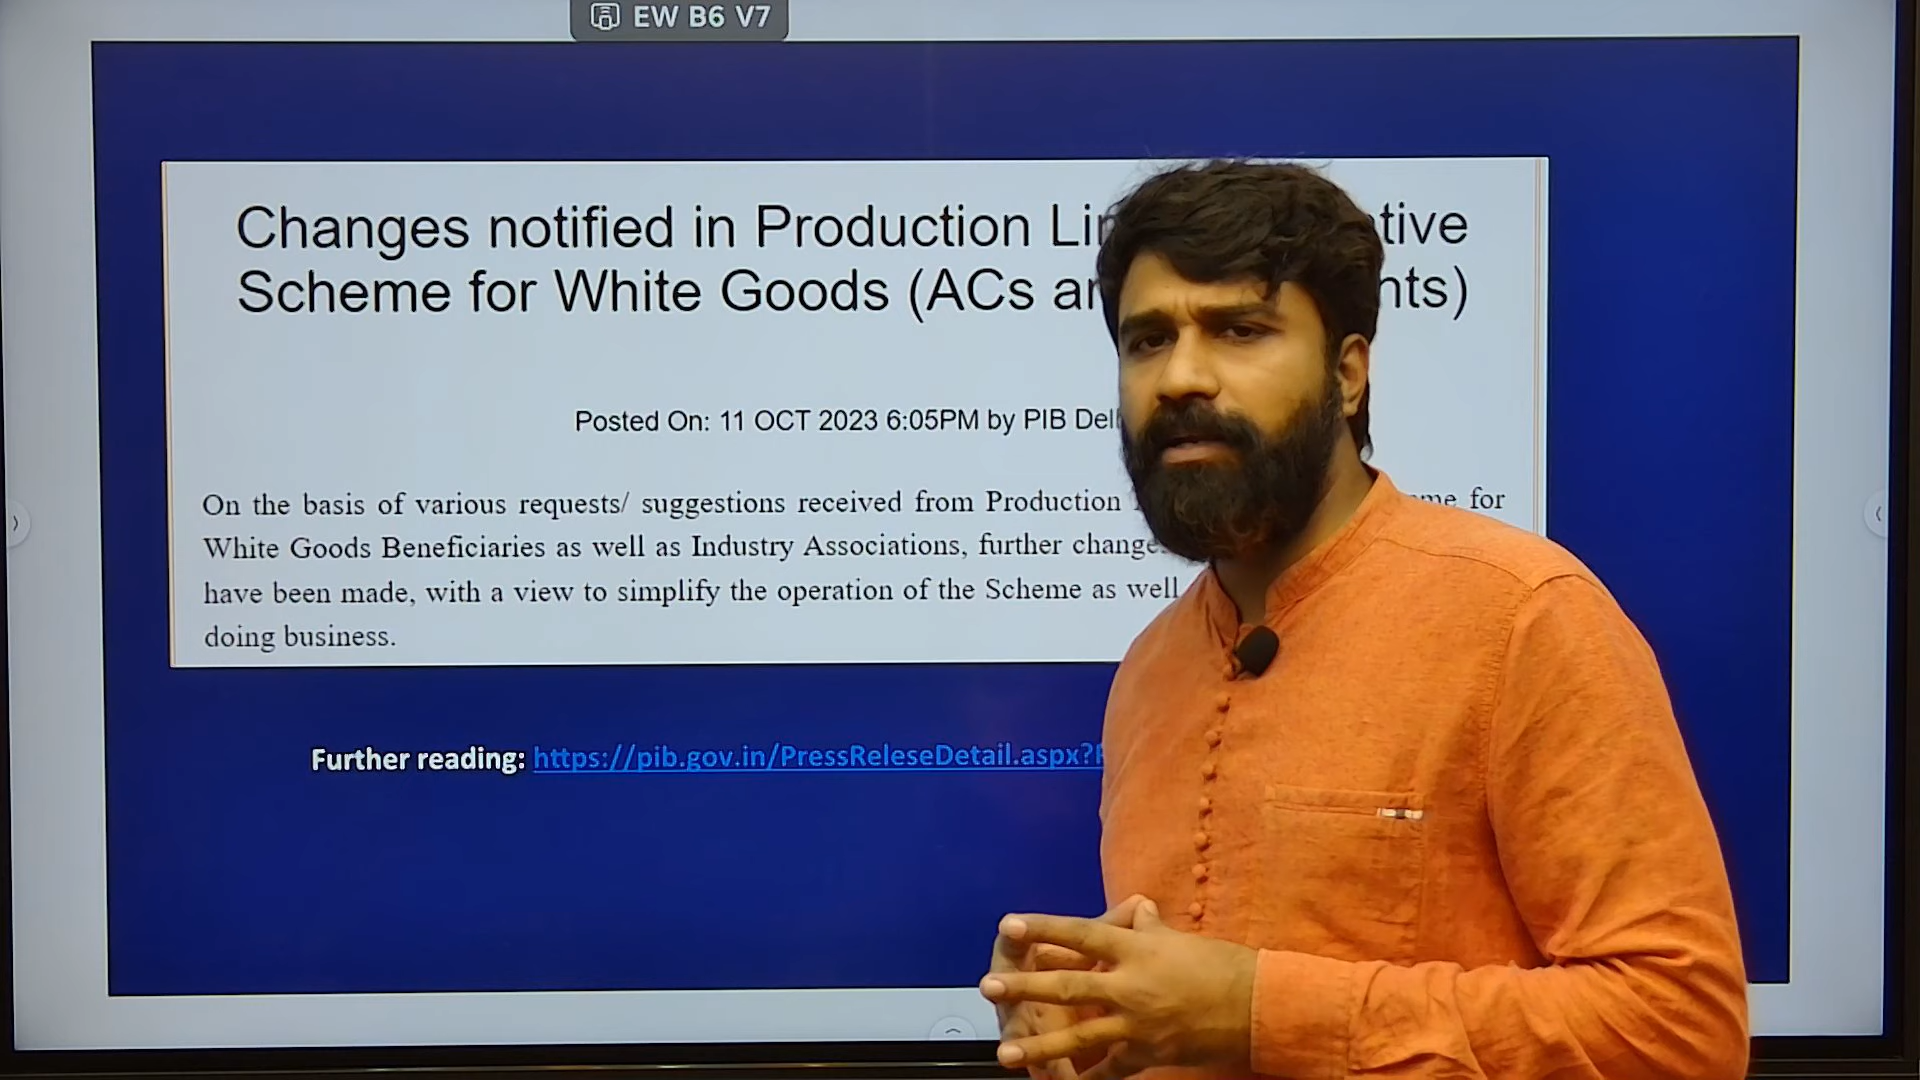 EW B6 V7
Changes notified in Production tive
Scheme for White Goods (ACs nts)
Posted On: 11 OCT 2023 6:05PM by PIB
On the basis of various requests/ suggestions received from Production for
White Goods Beneficiaries as well as Industry Associations, further
have been made, with a view to simplify the operation of the Scheme as well
doing business.
Further reading: https://pib.gov.in/PressReleseDetail.aspx?